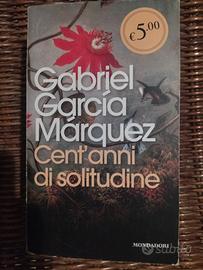 € 5.00
Gabriel
García
Márquez
Cent'anni
di solitudine
MONDADORI
subito